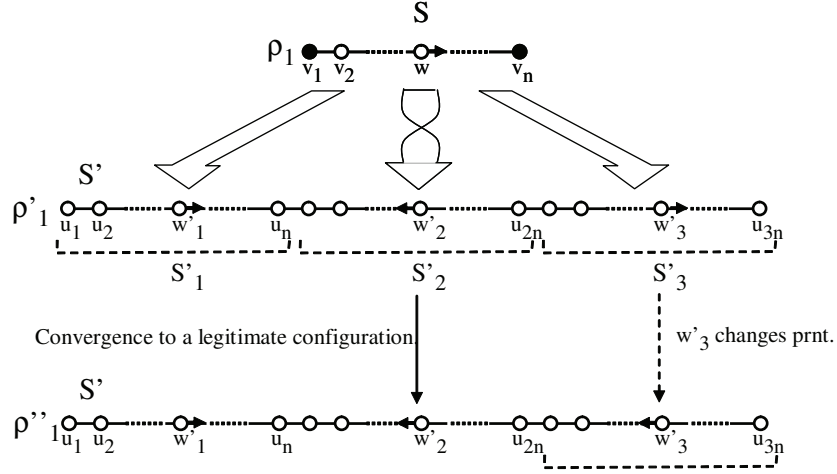 S
ρ1
v1 v2 w vn
S'
ρ'1
u1 u2 w'1 un w'2 u2n w'3 u3n
S'1 S'2 S'3
Convergence to a legitimate configuration. w'3 changes prnt.
S'
ρ''1
u1 u2 w'1 un w'2 u2n w'3 u3n